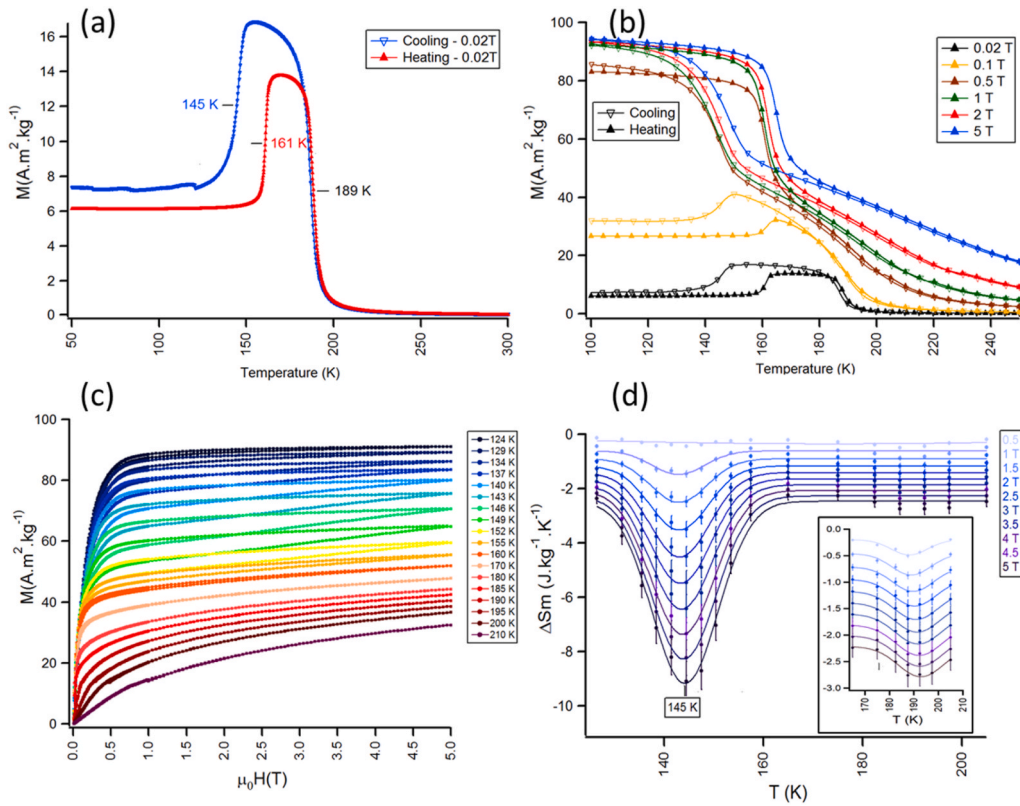 (a)
M(A.m².kg⁻¹)
16
14
12
10
8
6
4
2
0
Cooling - 0.02T
Heating - 0.02T
145 K
161 K
189 K
50 100 150 200 250 300
Temperature (K)
(b)
M(A.m².kg⁻¹)
100
80
60
40
20
0
Cooling
Heating
0.02 T
0.1 T
0.5 T
1 T
2 T
5 T
100 120 140 160 180 200 220 240
Temperature (K)
(c)
M(A.m².kg⁻¹)
100
80
60
40
20
0
124 K
129 K
134 K
137 K
140 K
143 K
146 K
149 K
152 K
155 K
160 K
170 K
180 K
185 K
190 K
195 K
200 K
210 K
0.0 0.5 1.0 1.5 2.0 2.5 3.0 3.5 4.0 4.5 5.0
μ₀H(T)
(d)
ΔSm (J.kg⁻¹.K⁻¹)
0
-2
-4
-6
-8
-10
145 K
0.5
1 T
1.5
2 T
2.5
3 T
3.5
4 T
4.5
5 T
0.0
-0.5
-1.0
-1.5
-2.0
-2.5
-3.0
170 180 190 200 210
T (K)
140 160 180 200
T (K)